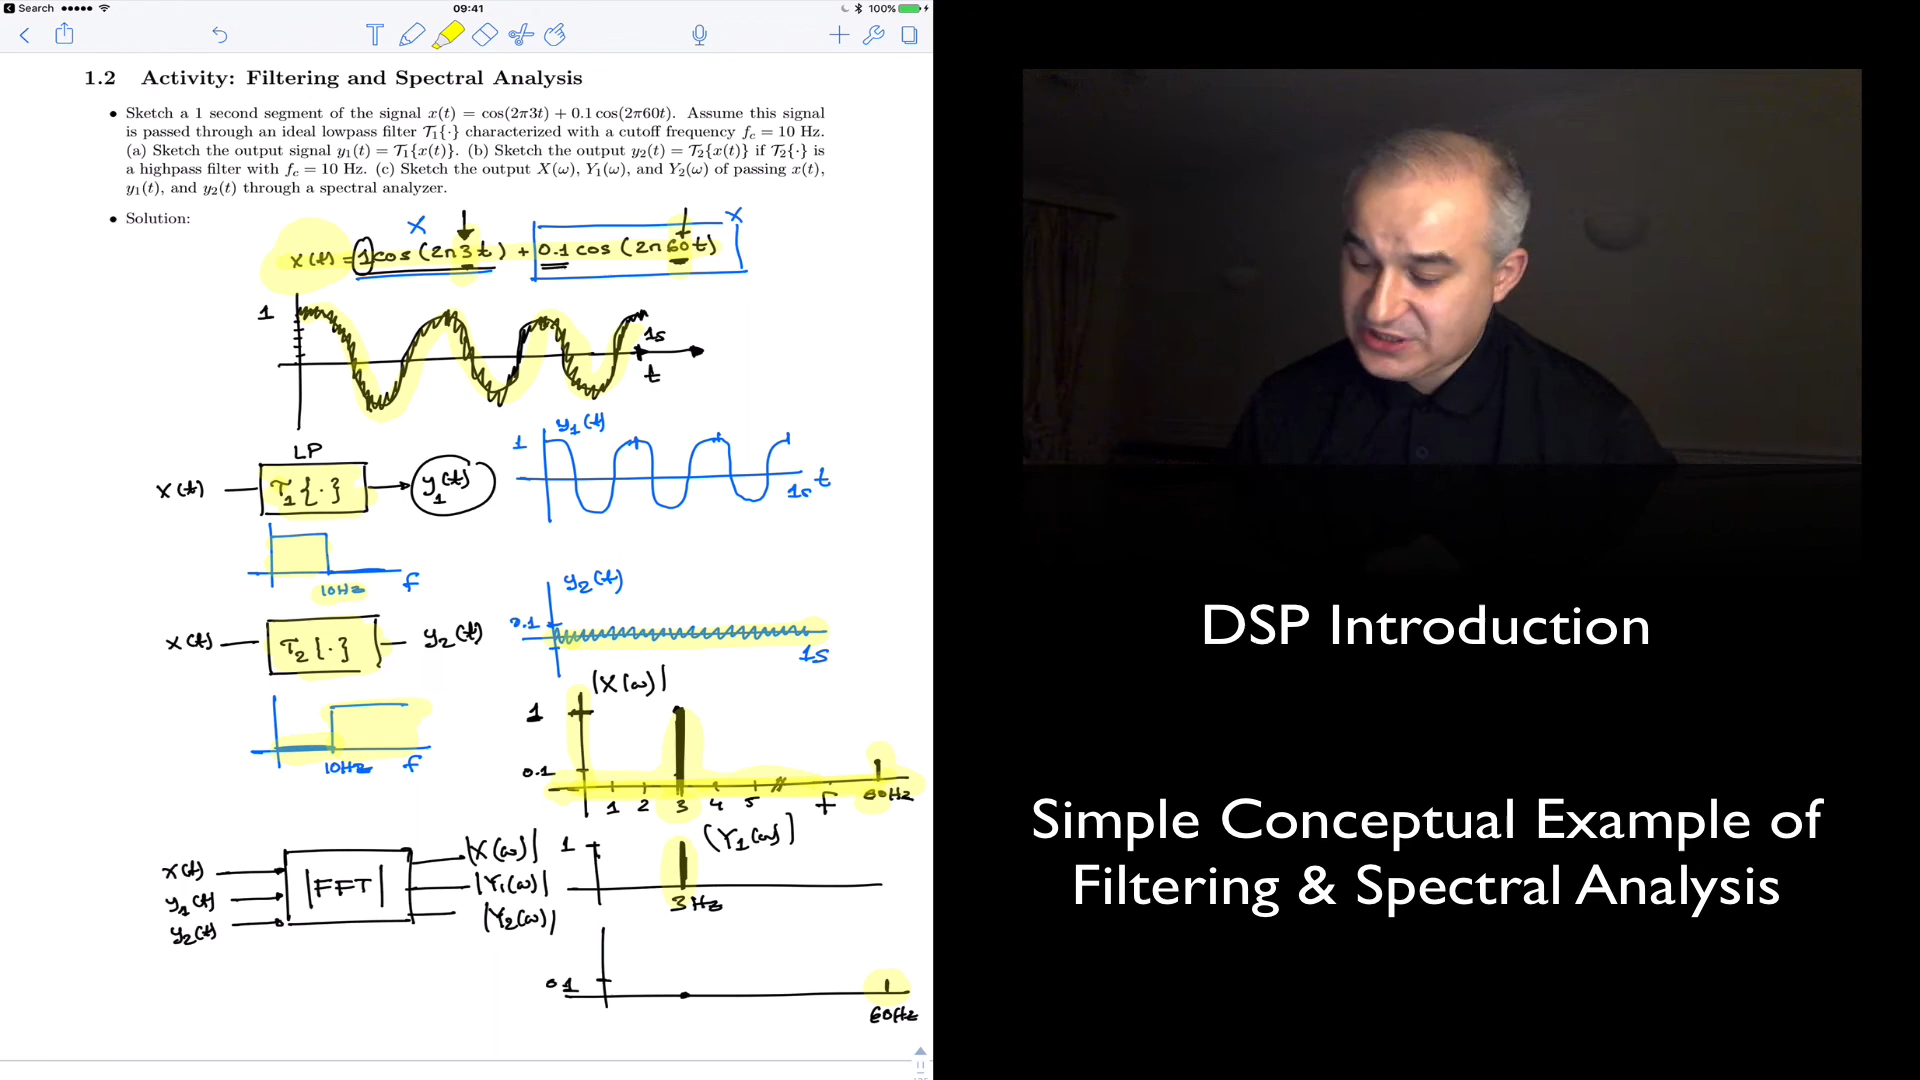 Search
09:41
100%
T
1.2 Activity: Filtering and Spectral Analysis
• Sketch a 1 second segment of the signal x(t) = cos(2π3t) + 0.1 cos(2π60t). Assume this signal
is passed through an ideal lowpass filter 𝒯₁{·} characterized with a cutoff frequency f_c = 10 Hz.
(a) Sketch the output signal y₁(t) = 𝒯₁{x(t)}. (b) Sketch the output y₂(t) = 𝒯₂{x(t)} if 𝒯₂{·} is
a highpass filter with f_c = 10 Hz. (c) Sketch the output X(ω), Y₁(ω), and Y₂(ω) of passing x(t),
y₁(t), and y₂(t) through a spectral analyzer.
• Solution:
X X
x(t) = 1cos(2π3t) + 0.1 cos(2π60t)
1
1s
t
y₁(t)
1
1s t
LP
x(t) 𝒯₁{·} y₁(t)
10Hz f
y₂(t)
0.1
1s
x(t) 𝒯₂{·} y₂(t)
10Hz f
|X(ω)|
1
0.1
1 2 3 4 5 f 60Hz
|Y₁(ω)|
1
3Hz
x(t) |FFT| |X(ω)|
y₁(t) |Y₁(ω)|
y₂(t) |Y₂(ω)|
0.1
60Hz
DSP Introduction
Simple Conceptual Example of
Filtering & Spectral Analysis